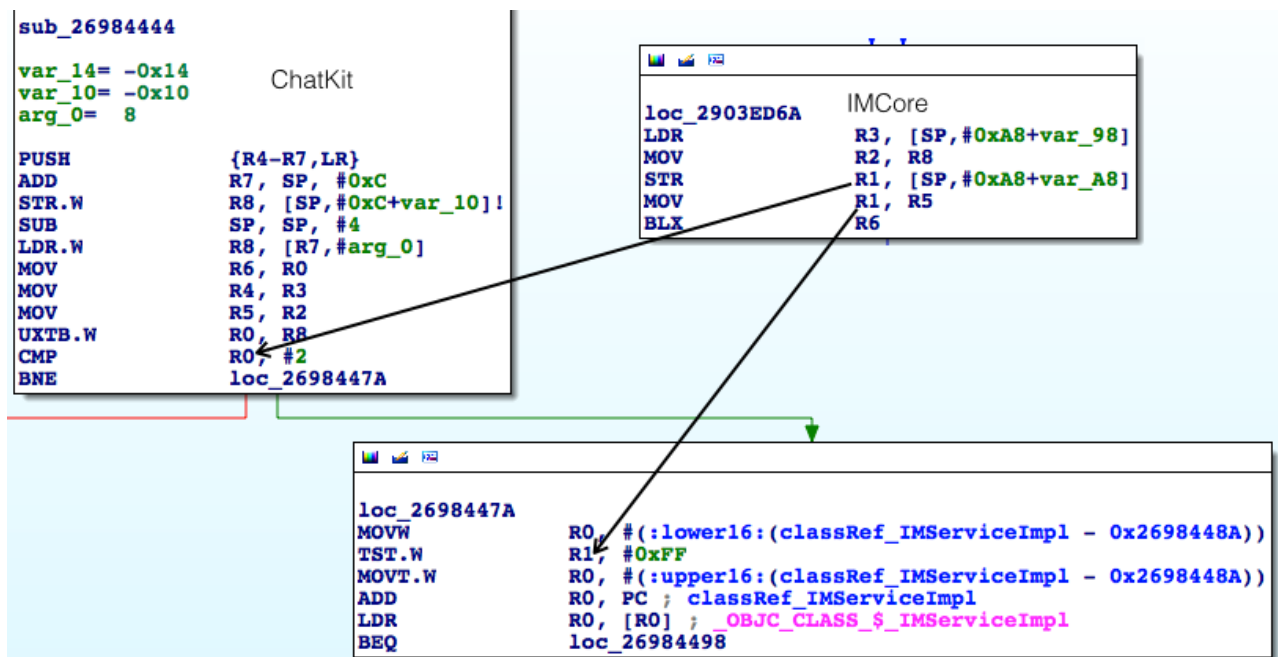 sub_26984444
var_14= -0x14
var_10= -0x10
arg_0= 8
ChatKit
PUSH {R4-R7,LR}
ADD R7, SP, #0xC
STR.W R8, [SP,#0xC+var_10]!
SUB SP, SP, #4
LDR.W R8, [R7,#arg_0]
MOV R6, R0
MOV R4, R3
MOV R5, R2
UXTB.W R0, R8
CMP R0, #2
BNE loc_2698447A
IMCore
loc_2903ED6A
LDR R3, [SP,#0xA8+var_98]
MOV R2, R8
STR R1, [SP,#0xA8+var_A8]
MOV R1, R5
BLX R6
loc_2698447A
MOVW R0, #(:lower16:(classRef_IMServiceImpl - 0x2698448A))
TST.W R1, #0xFF
MOVT.W R0, #(:upper16:(classRef_IMServiceImpl - 0x2698448A))
ADD R0, PC ; classRef_IMServiceImpl
LDR R0, [R0] ; _OBJC_CLASS_$_IMServiceImpl
BEQ loc_26984498